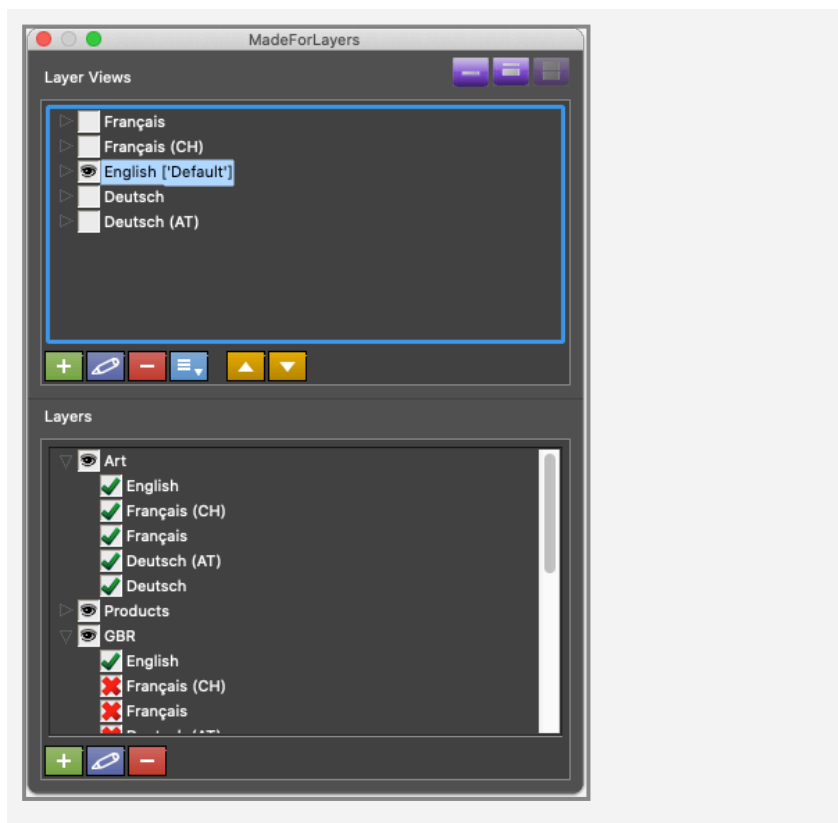 MadeForLayers
Layer Views
Français
Français (CH)
English ['Default']
Deutsch
Deutsch (AT)
Layers
Art
English
Français (CH)
Français
Deutsch (AT)
Deutsch
Products
GBR
English
Français (CH)
Français